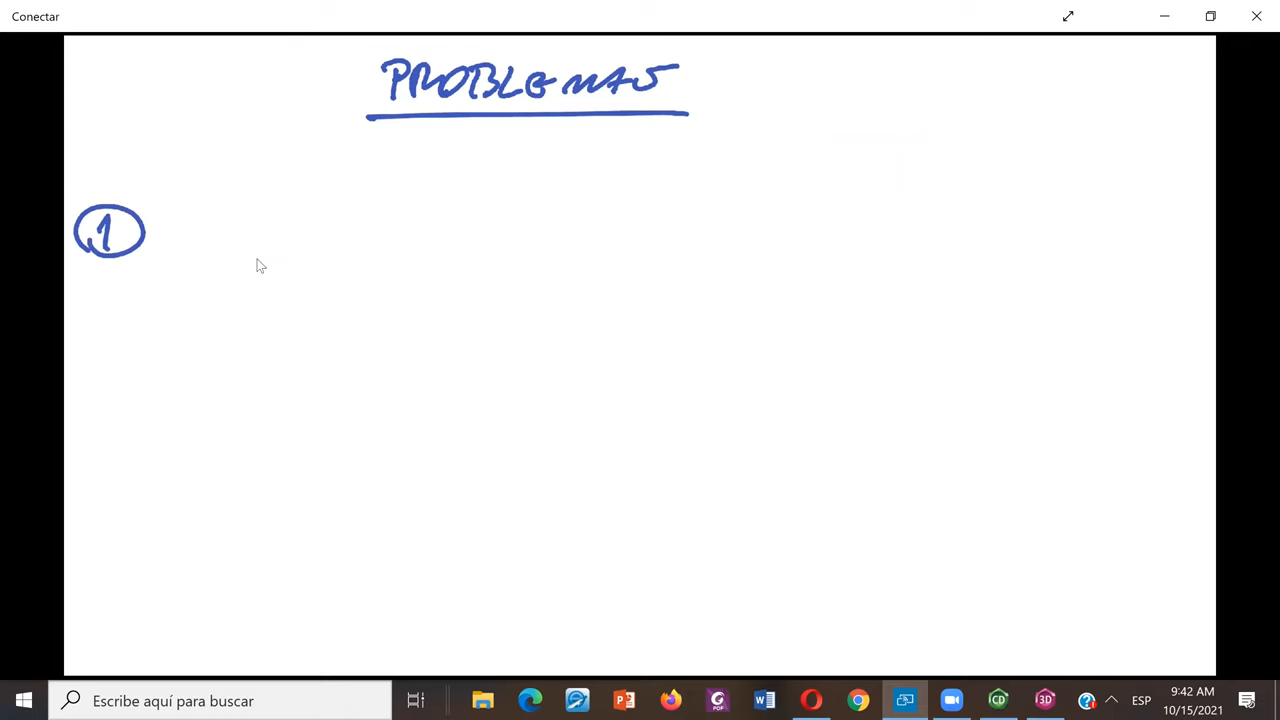 Conectar
PROBLEMAS
1
Escribe aquí para buscar
ESP
9:42 AM
10/15/2021